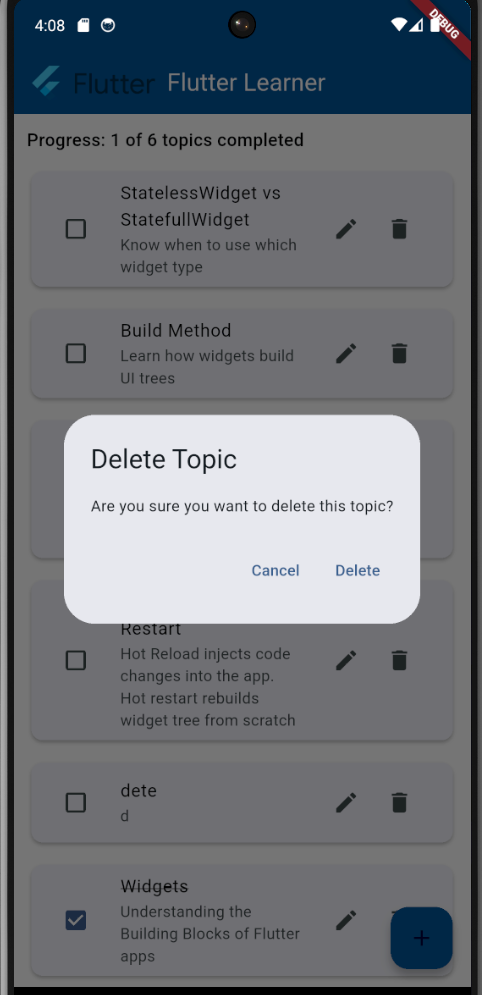 4:08
DEBUG
Flutter Flutter Learner
Progress: 1 of 6 topics completed
StatelessWidget vs
StatefullWidget
Know when to use which
widget type
Build Method
Learn how widgets build
UI trees
Delete Topic
Are you sure you want to delete this topic?
Cancel Delete
Restart
Hot Reload injects code
changes into the app.
Hot restart rebuilds
widget tree from scratch
dete
d
Widgets
Understanding the
Building Blocks of Flutter
apps